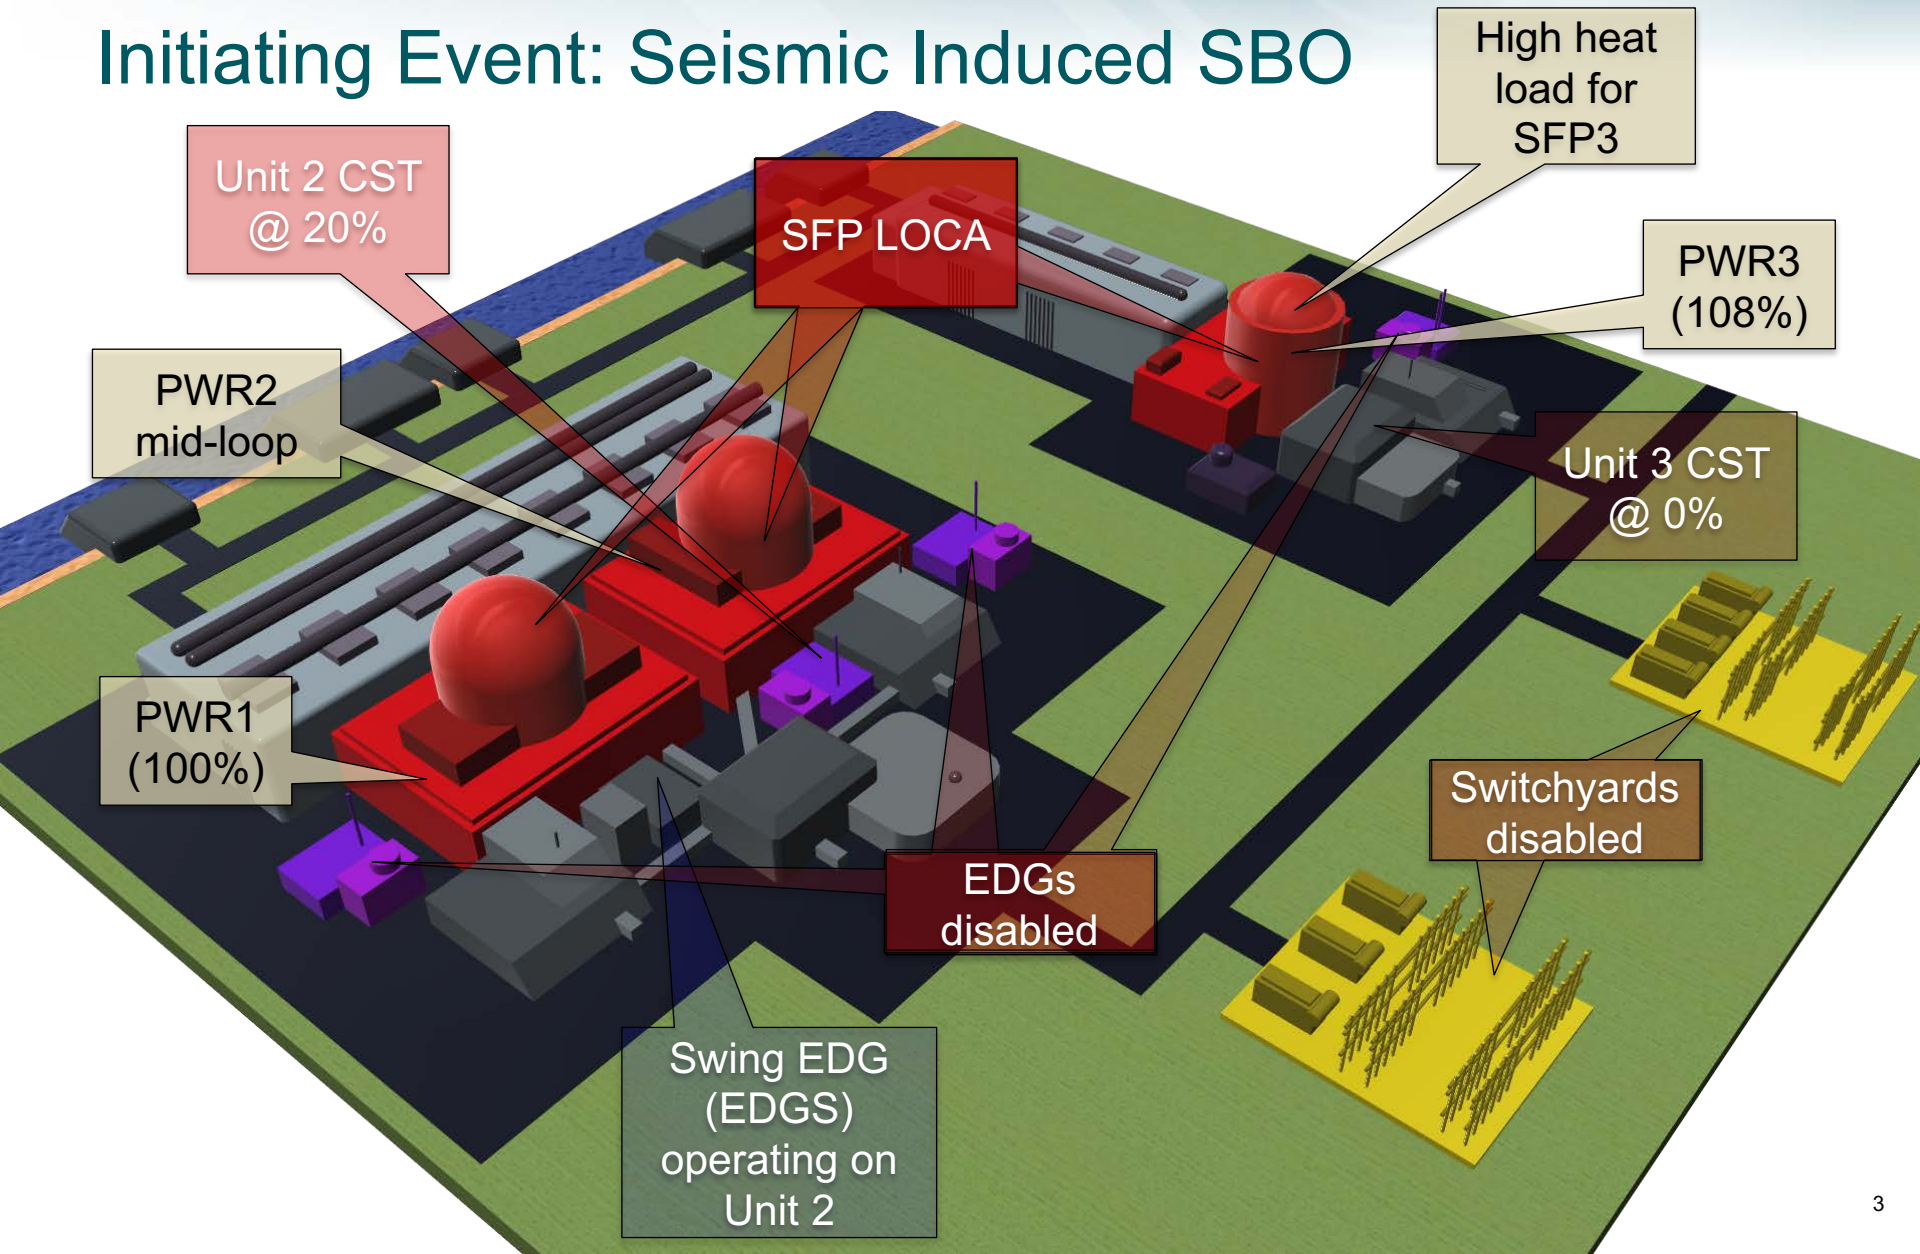 Initiating Event: Seismic Induced SBO
High heat
load for
SFP3
Unit 2 CST
@ 20%
SFP LOCA
PWR3
(108%)
PWR2
mid-loop
Unit 3 CST
@ 0%
PWR1
(100%)
Switchyards
disabled
EDGs
disabled
Swing EDG
(EDGS)
operating on
Unit 2
3